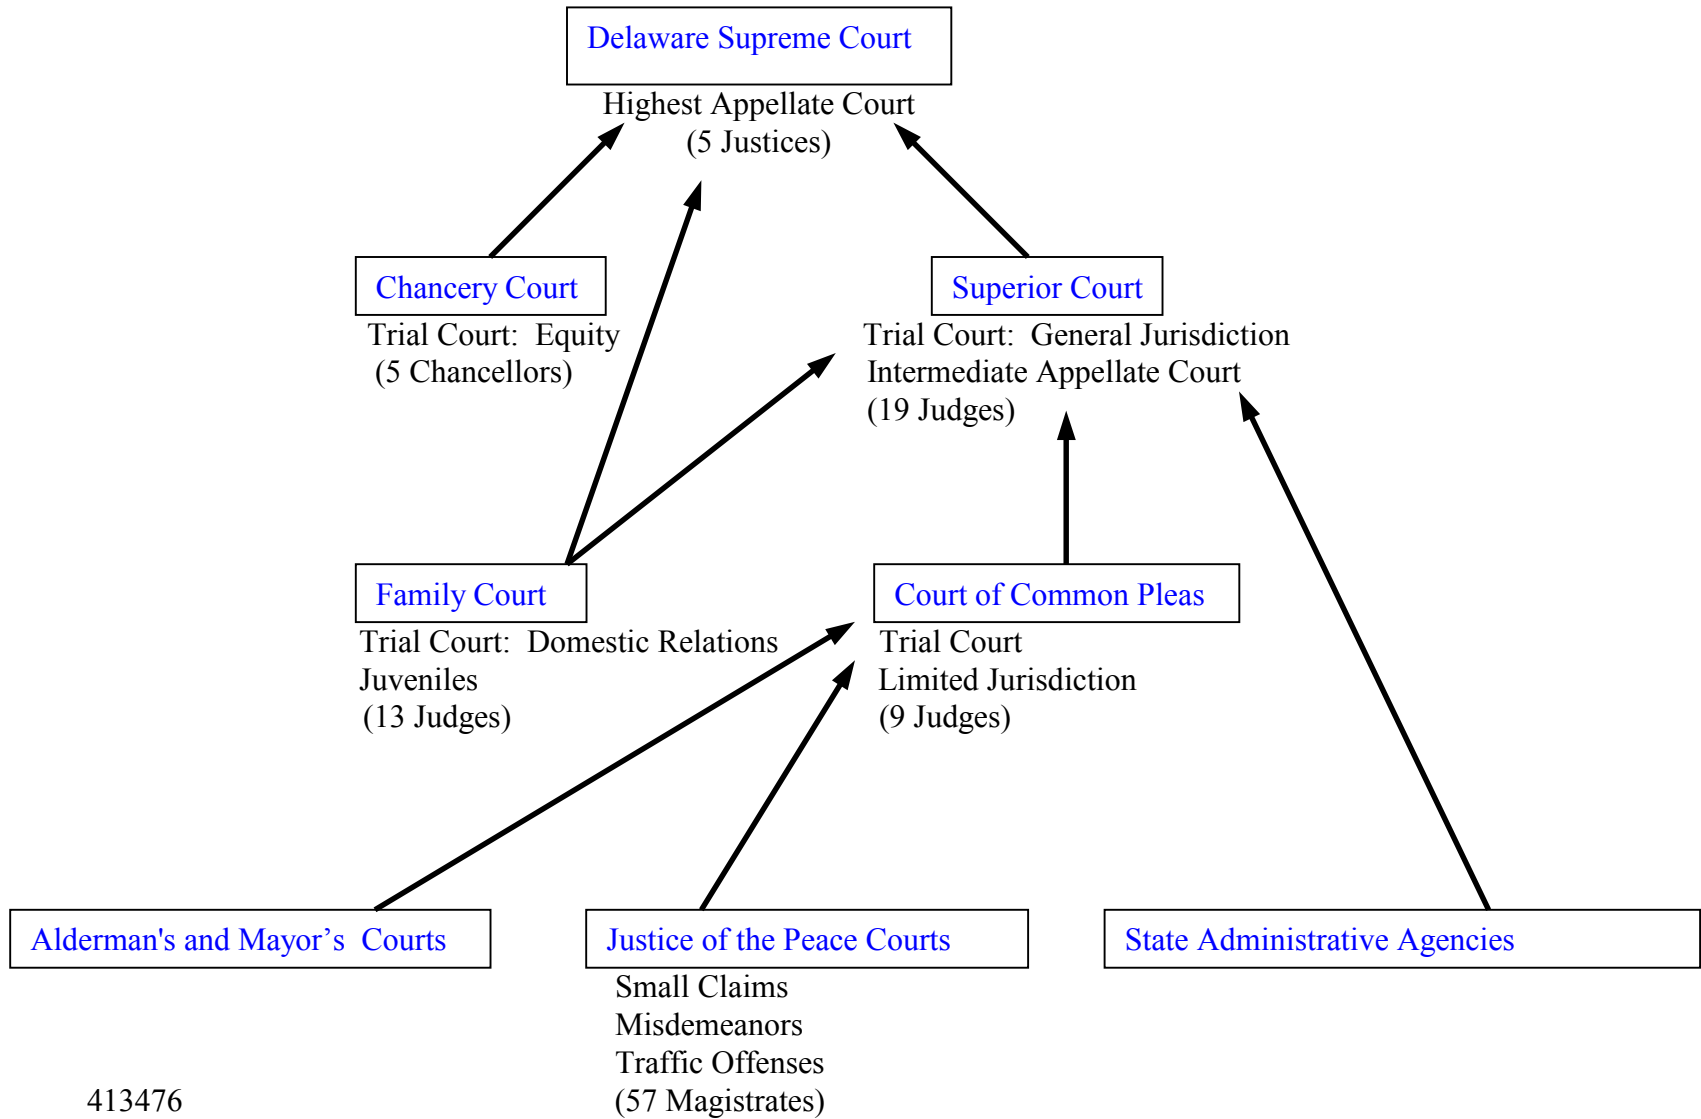 Delaware Supreme Court
Highest Appellate Court
(5 Justices)
Chancery Court
Trial Court:  Equity
(5 Chancellors)
Superior Court
Trial Court:  General Jurisdiction
Intermediate Appellate Court
(19 Judges)
Family Court
Trial Court:  Domestic Relations
Juveniles
(13 Judges)
Court of Common Pleas
Trial Court
Limited Jurisdiction
(9 Judges)
Alderman's and Mayor’s  Courts
Justice of the Peace Courts
Small Claims
Misdemeanors
Traffic Offenses
(57 Magistrates)
State Administrative Agencies
413476